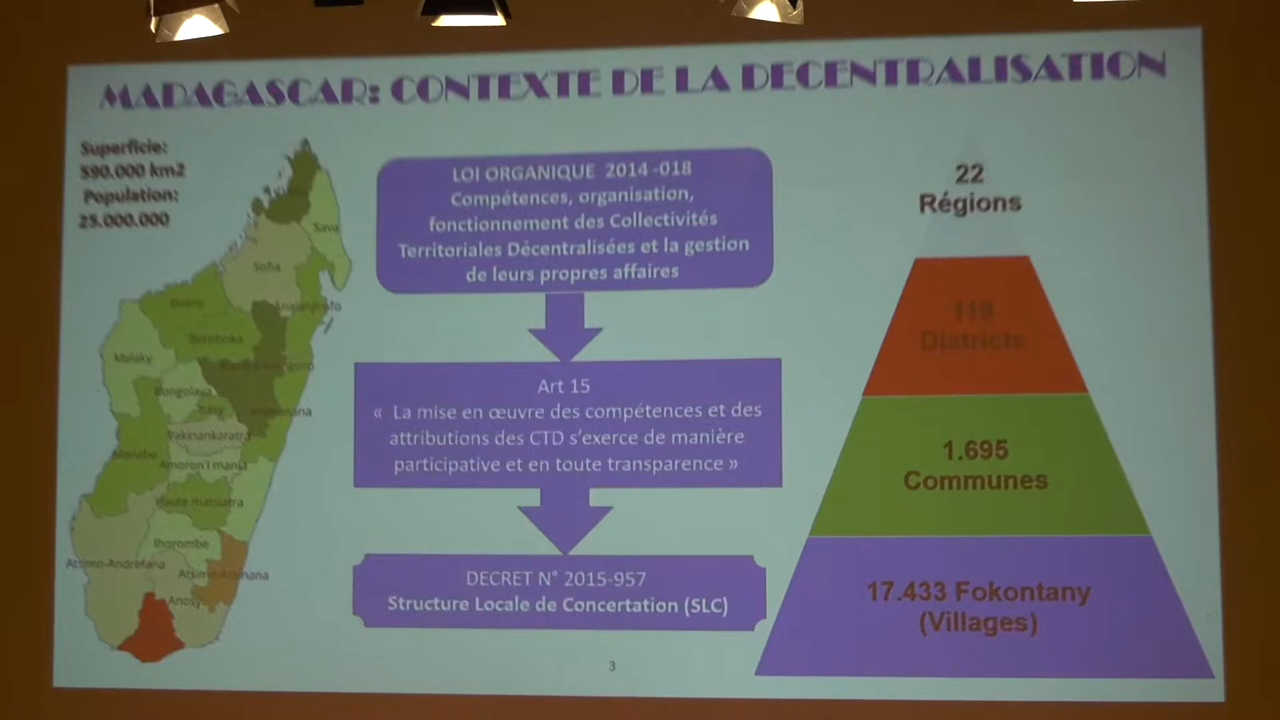 MADAGASCAR: CONTEXTE DE LA DECENTRALISATION
Superficie:
590.000 km2
Population:
25.000.000
Sava
Sofia
Betsiboka
Melaky
Bongolava
Vakinankaratra
Menabe
Amoron'i mania
Haute matsiatra
Ihorombe
Atsimo-Andrefana
Atsimo-Atsinana
Anosy
LOI ORGANIQUE 2014 -018
Compétences, organisation,
fonctionnement des Collectivités
Territoriales Décentralisées et la gestion
de leurs propres affaires
Art 15
« La mise en œuvre des compétences et des
attributions des CTD s'exerce de manière
participative et en toute transparence »
DECRET N° 2015-957
Structure Locale de Concertation (SLC)
3
22
Régions
119
Districts
1.695
Communes
17.433 Fokontany
(Villages)